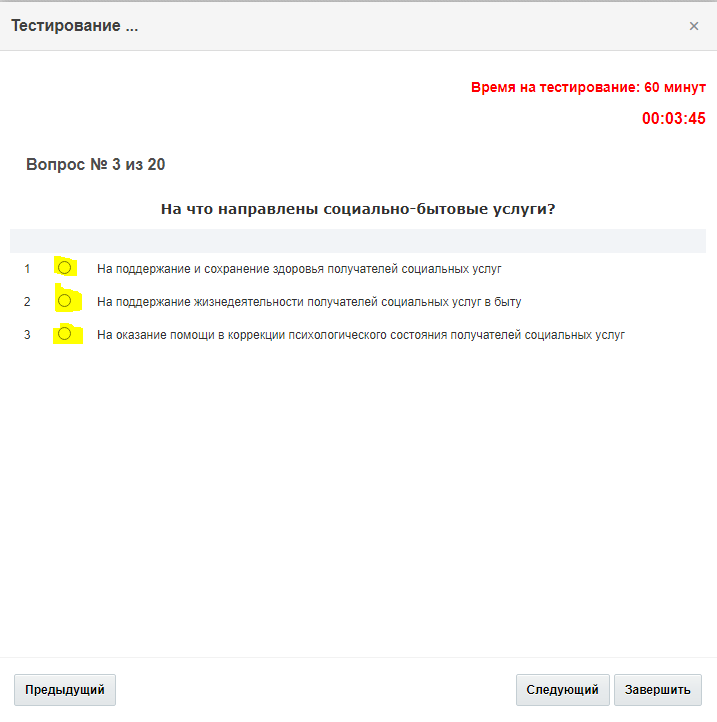 Тестирование ...
×
Время на тестирование: 60 минут
00:03:45
Вопрос № 3 из 20
На что направлены социально-бытовые услуги?
1 На поддержание и сохранение здоровья получателей социальных услуг
2 На поддержание жизнедеятельности получателей социальных услуг в быту
3 На оказание помощи в коррекции психологического состояния получателей социальных услуг
Предыдущий Следующий Завершить